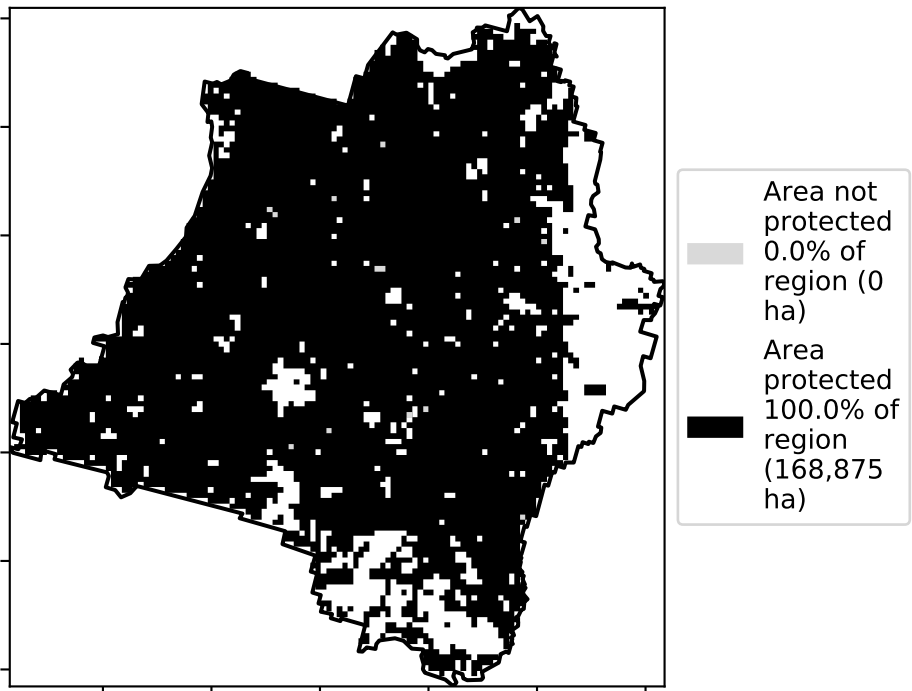 Area not
protected
0.0% of
region (0
ha)
Area
protected
100.0% of
region
(168,875
ha)